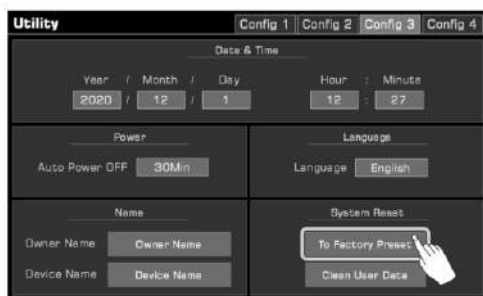 Utility Config 1 Config 2 Config 3 Config 4
Date & Time
Year / Month / Day Hour : Minute
2020 / 12 / 1 12 : 27
Power Language
Auto Power OFF 30Min Language English
Name System Reset
Owner Name Owner Name To Factory Preset
Device Name Device Name Clean User Data